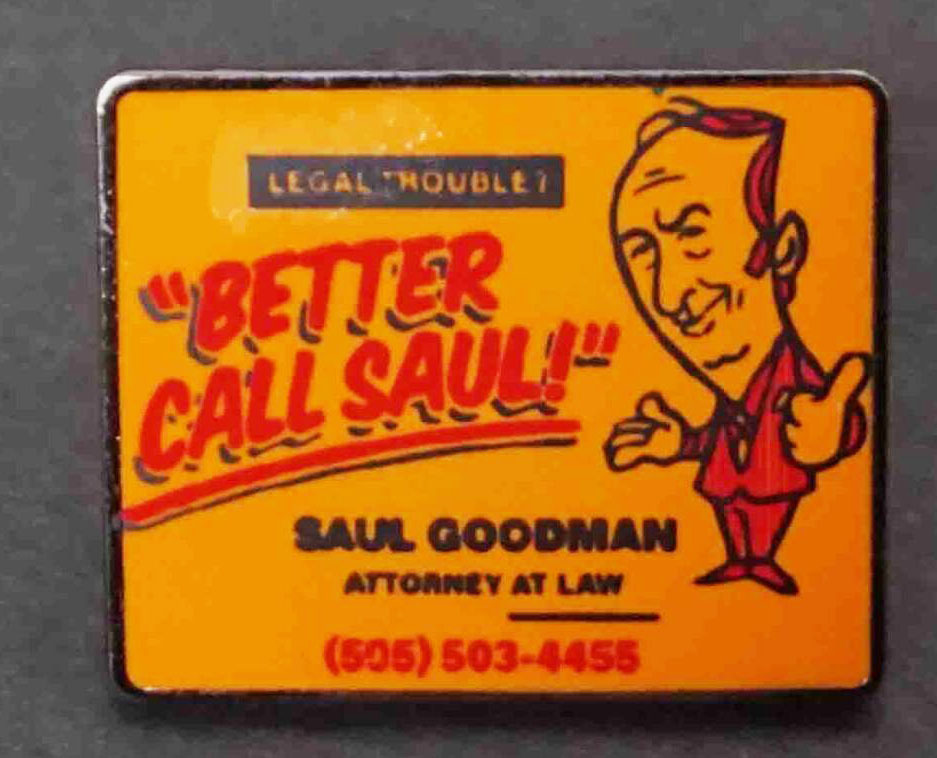 LEGAL TROUBLE?
"BETTER
CALL SAUL!"
SAUL GOODMAN
ATTORNEY AT LAW
(505) 503-4455